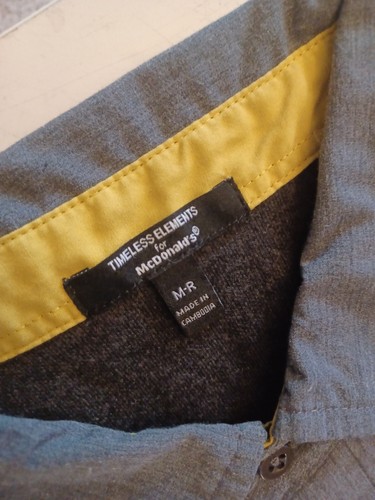 TIMELESS ELEMENTS
for
McDonald's®
M-R
MADE IN
CAMBODIA